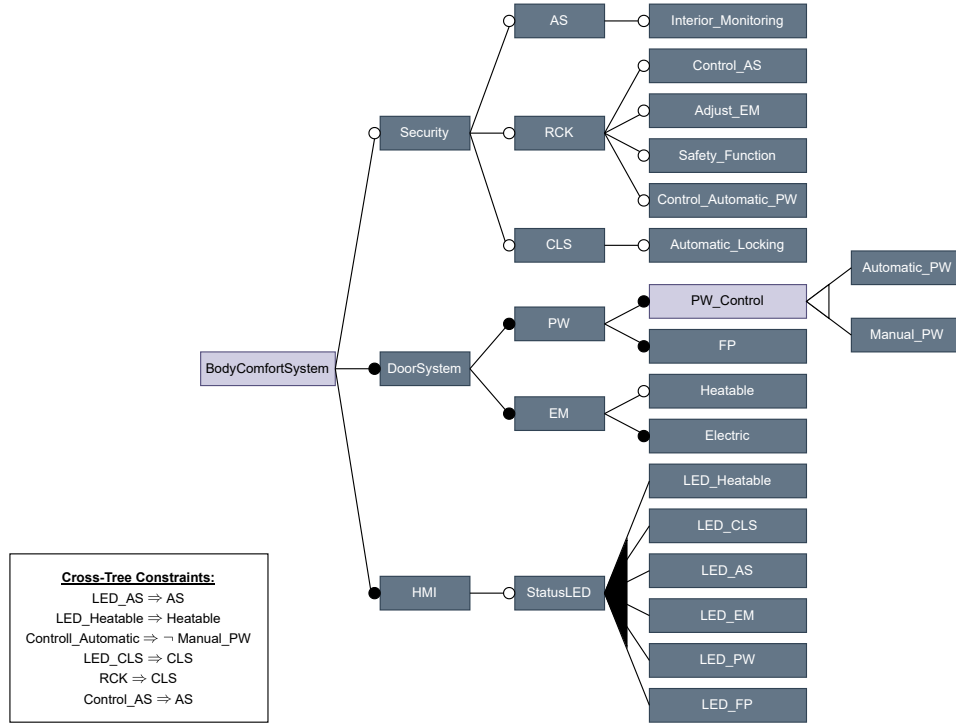 AS
Interior_Monitoring
Control_AS
Adjust_EM
Security
RCK
Safety_Function
Control_Automatic_PW
CLS
Automatic_Locking
Automatic_PW
PW_Control
PW
Manual_PW
FP
BodyComfortSystem
DoorSystem
Heatable
EM
Electric
LED_Heatable
LED_CLS
LED_AS
HMI
StatusLED
LED_EM
LED_PW
LED_FP
Cross-Tree Constraints:
LED_AS ⇒ AS
LED_Heatable ⇒ Heatable
Controll_Automatic ⇒ ¬ Manual_PW
LED_CLS ⇒ CLS
RCK ⇒ CLS
Control_AS ⇒ AS